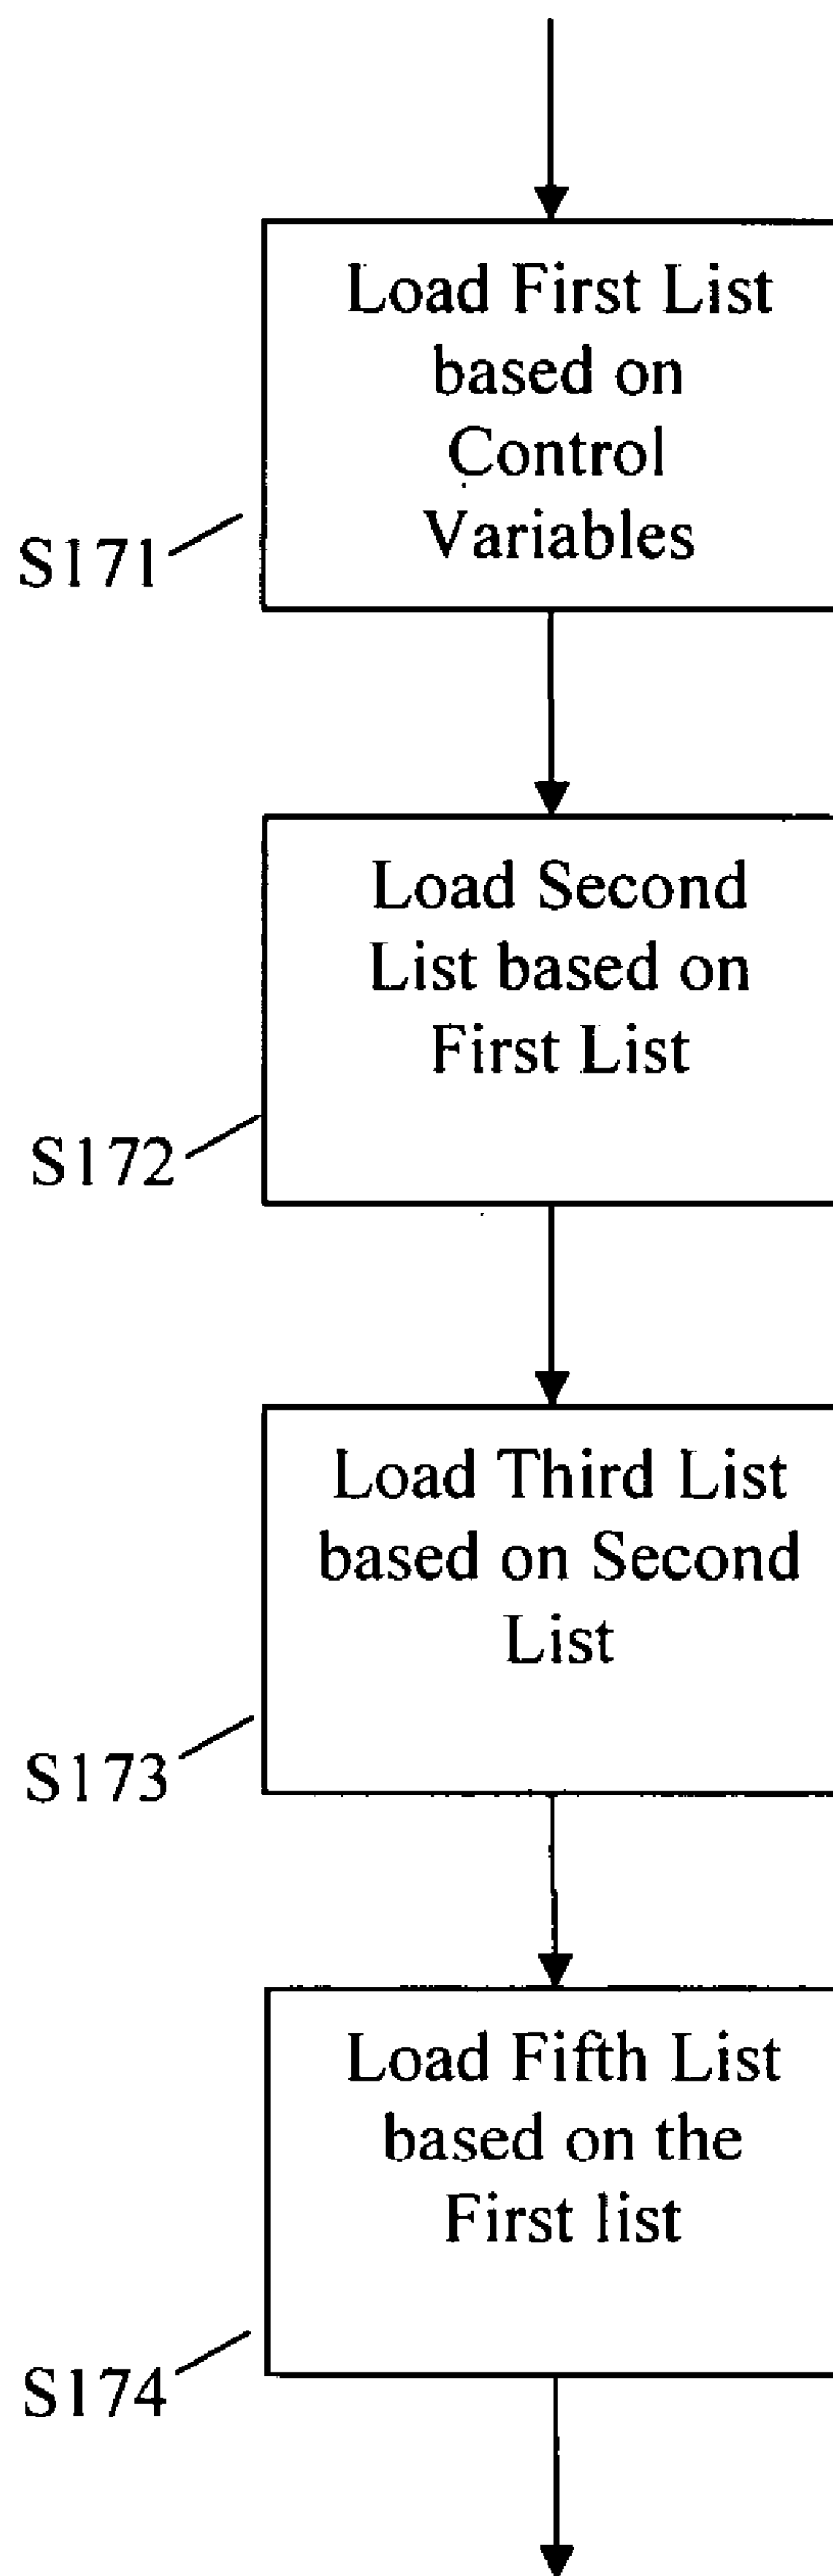 Load First List
based on
Control
Variables
S171
Load Second
List based on
First List
S172
Load Third List
based on Second
List
S173
Load Fifth List
based on the
First list
S174